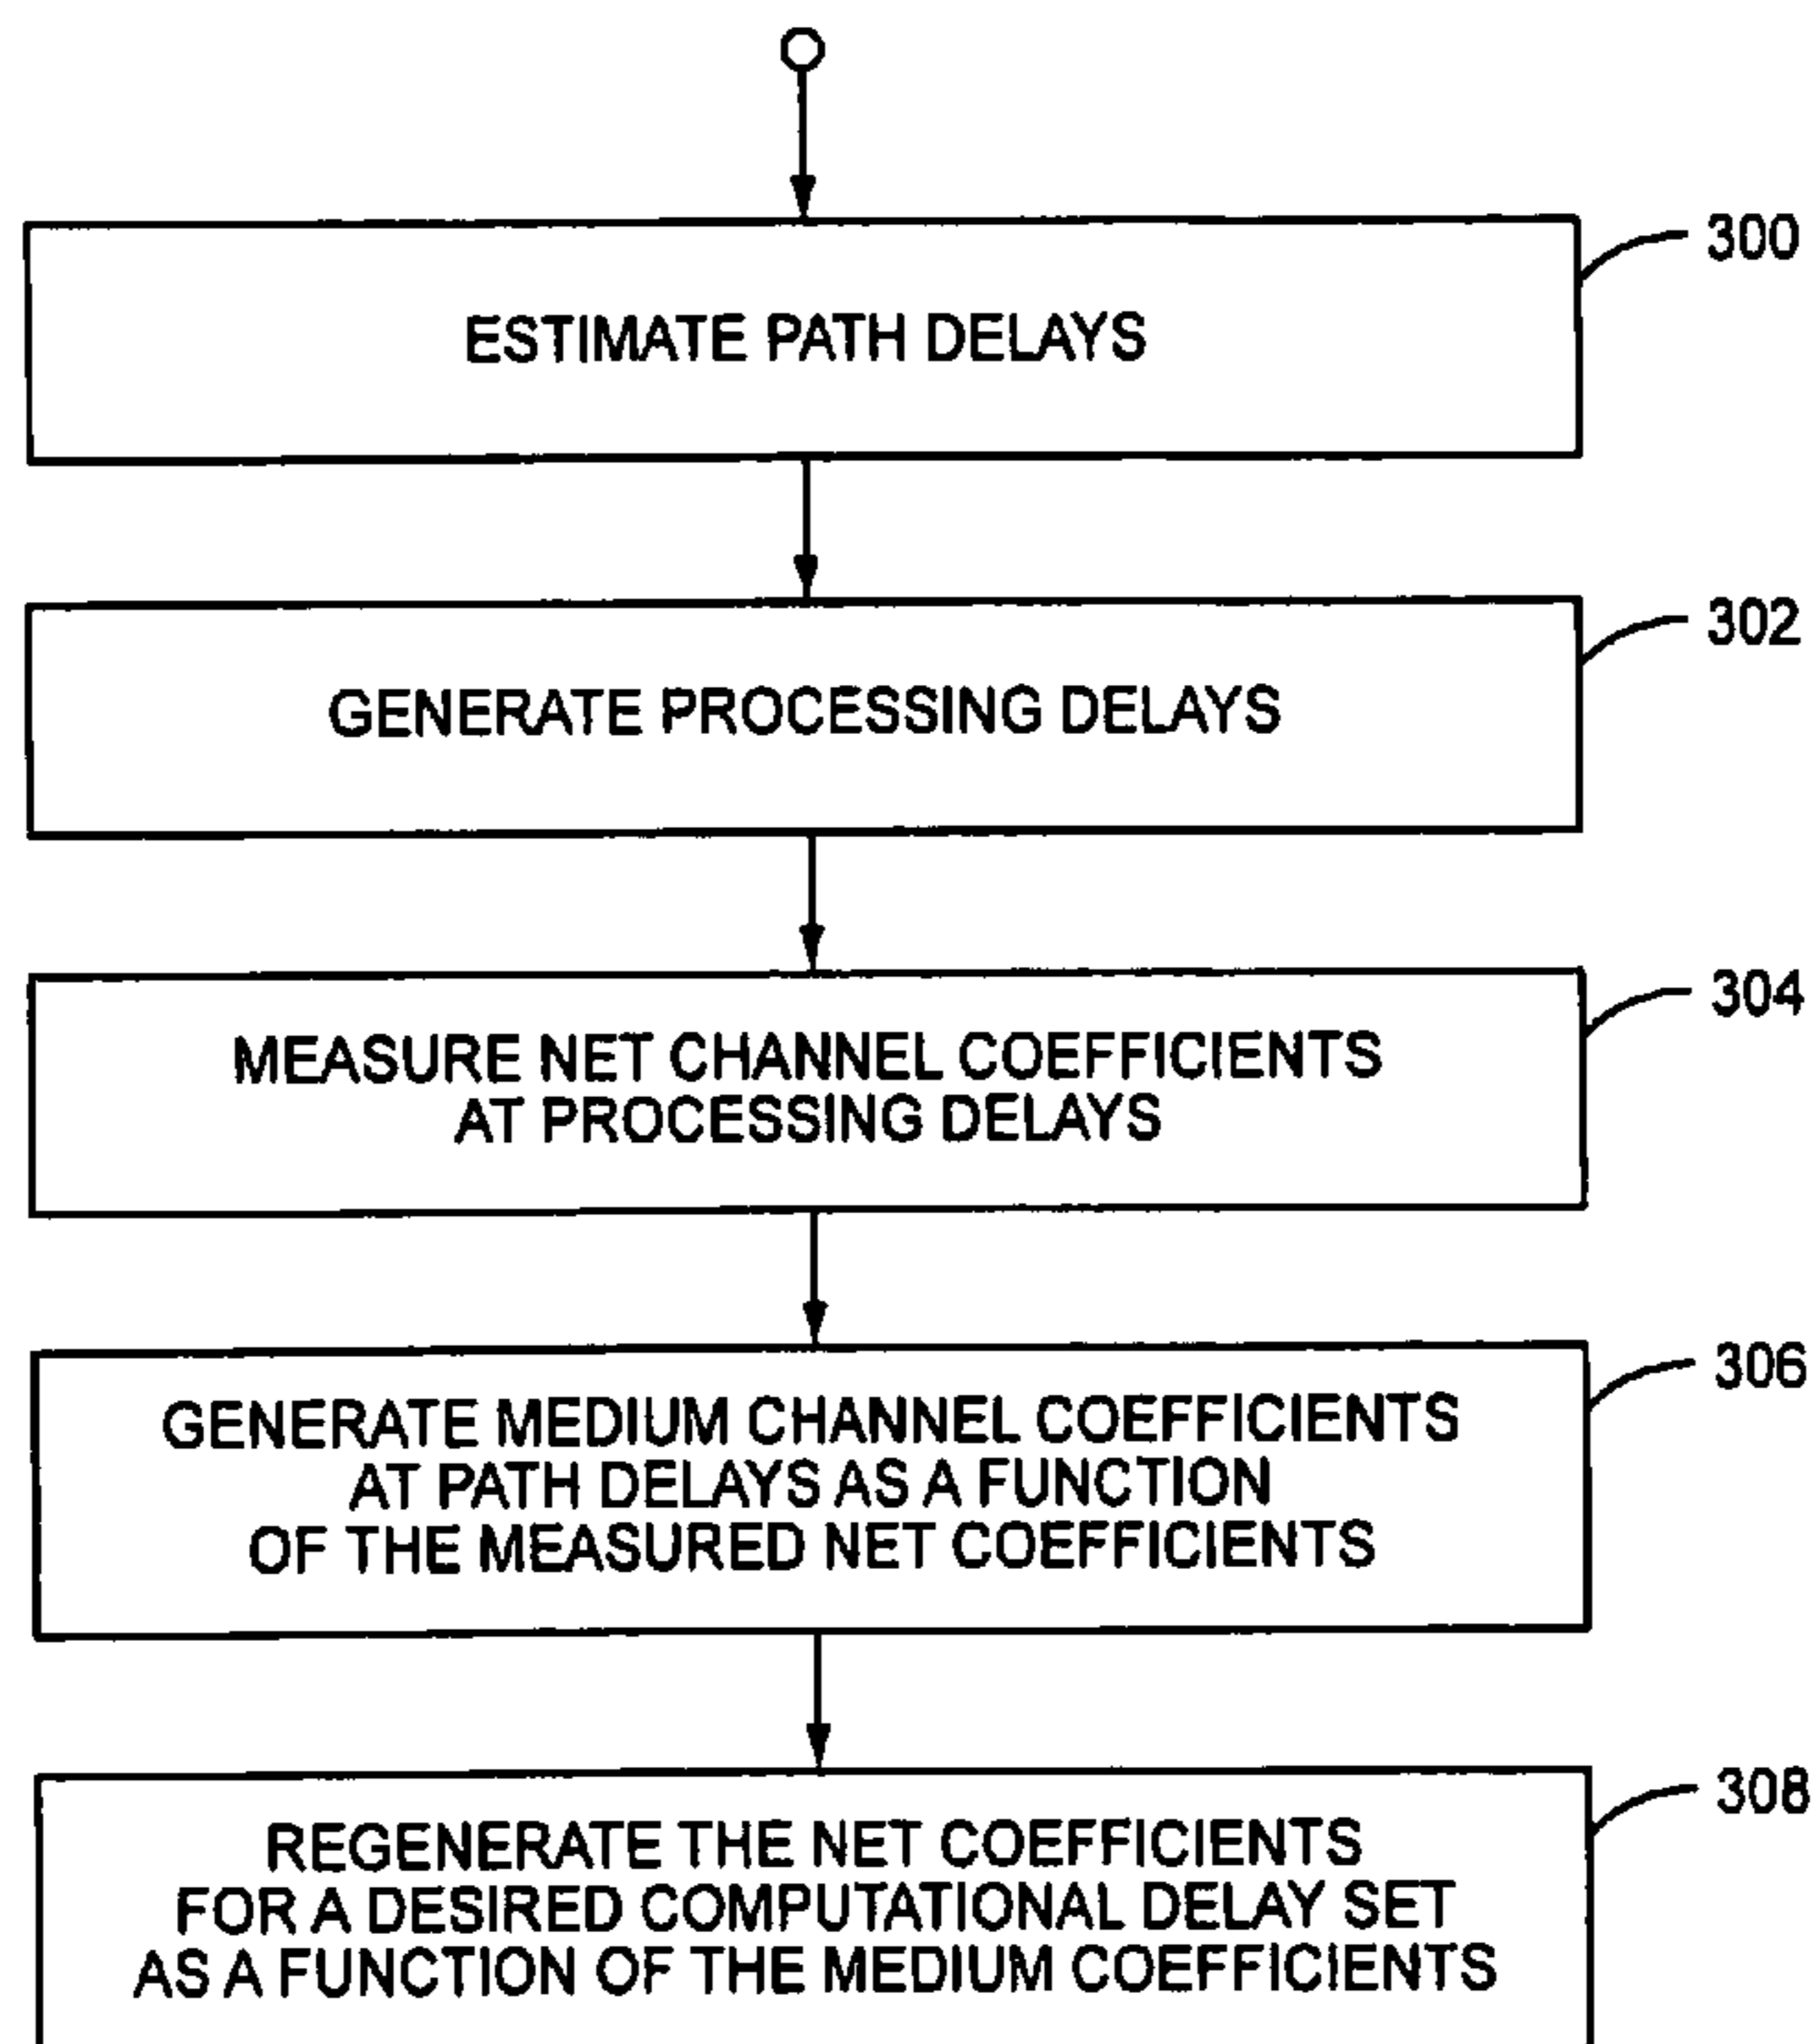 300
ESTIMATE PATH DELAYS
302
GENERATE PROCESSING DELAYS
304
MEASURE NET CHANNEL COEFFICIENTS
AT PROCESSING DELAYS
306
GENERATE MEDIUM CHANNEL COEFFICIENTS
AT PATH DELAYS AS A FUNCTION
OF THE MEASURED NET COEFFICIENTS
308
REGENERATE THE NET COEFFICIENTS
FOR A DESIRED COMPUTATIONAL DELAY SET
AS A FUNCTION OF THE MEDIUM COEFFICIENTS